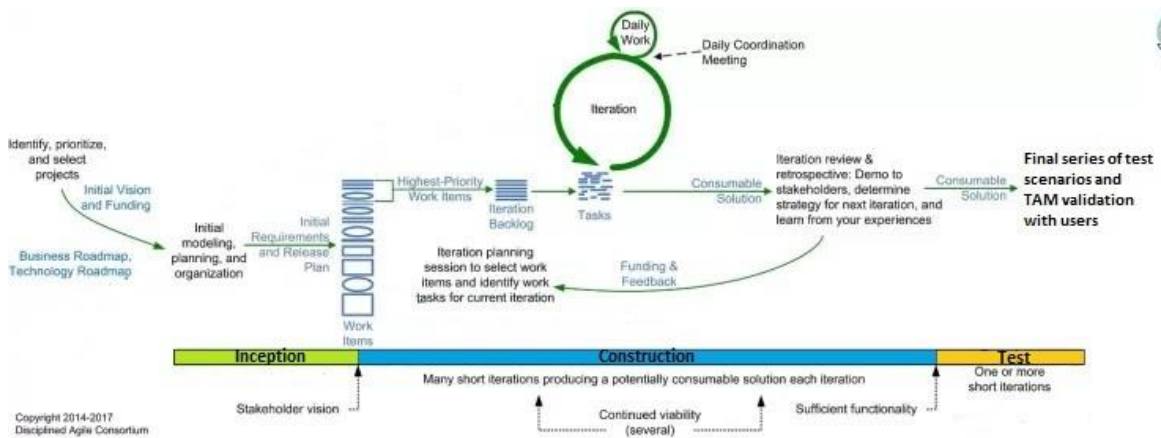 Daily
Work
Daily Coordination
Meeting
Iteration
Identify, prioritize,
and select
projects
Initial Vision
and Funding
Business Roadmap,
Technology Roadmap
Initial
modeling,
planning, and
organization
Initial
Requirements
and Release
Plan
Work
Items
Highest-Priority
Work Items
Iteration
Backlog
Tasks
Consumable
Solution
Iteration review &
retrospective: Demo to
stakeholders, determine
strategy for next iteration, and
learn from your experiences
Consumable
Solution
Final series of test
scenarios and
TAM validation
with users
Iteration planning
session to select work
items and identify work
tasks for current iteration
Funding &
Feedback
Inception
Construction
Test
Many short iterations producing a potentially consumable solution each iteration
One or more
short iterations
Stakeholder vision
Continued viability
(several)
Sufficient functionality
Copyright 2014-2017
Disciplined Agile Consortium